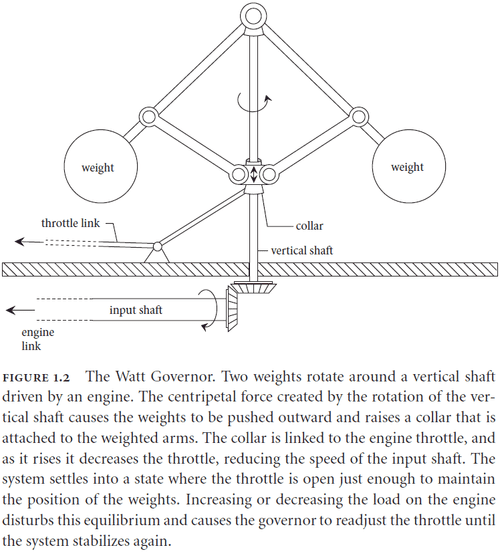 weight
weight
throttle link
collar
vertical shaft
input shaft
engine
link
FIGURE 1.2 The Watt Governor. Two weights rotate around a vertical shaft
driven by an engine. The centripetal force created by the rotation of the ver-
tical shaft causes the weights to be pushed outward and raises a collar that is
attached to the weighted arms. The collar is linked to the engine throttle, and
as it rises it decreases the throttle, reducing the speed of the input shaft. The
system settles into a state where the throttle is open just enough to maintain
the position of the weights. Increasing or decreasing the load on the engine
disturbs this equilibrium and causes the governor to readjust the throttle until
the system stabilizes again.